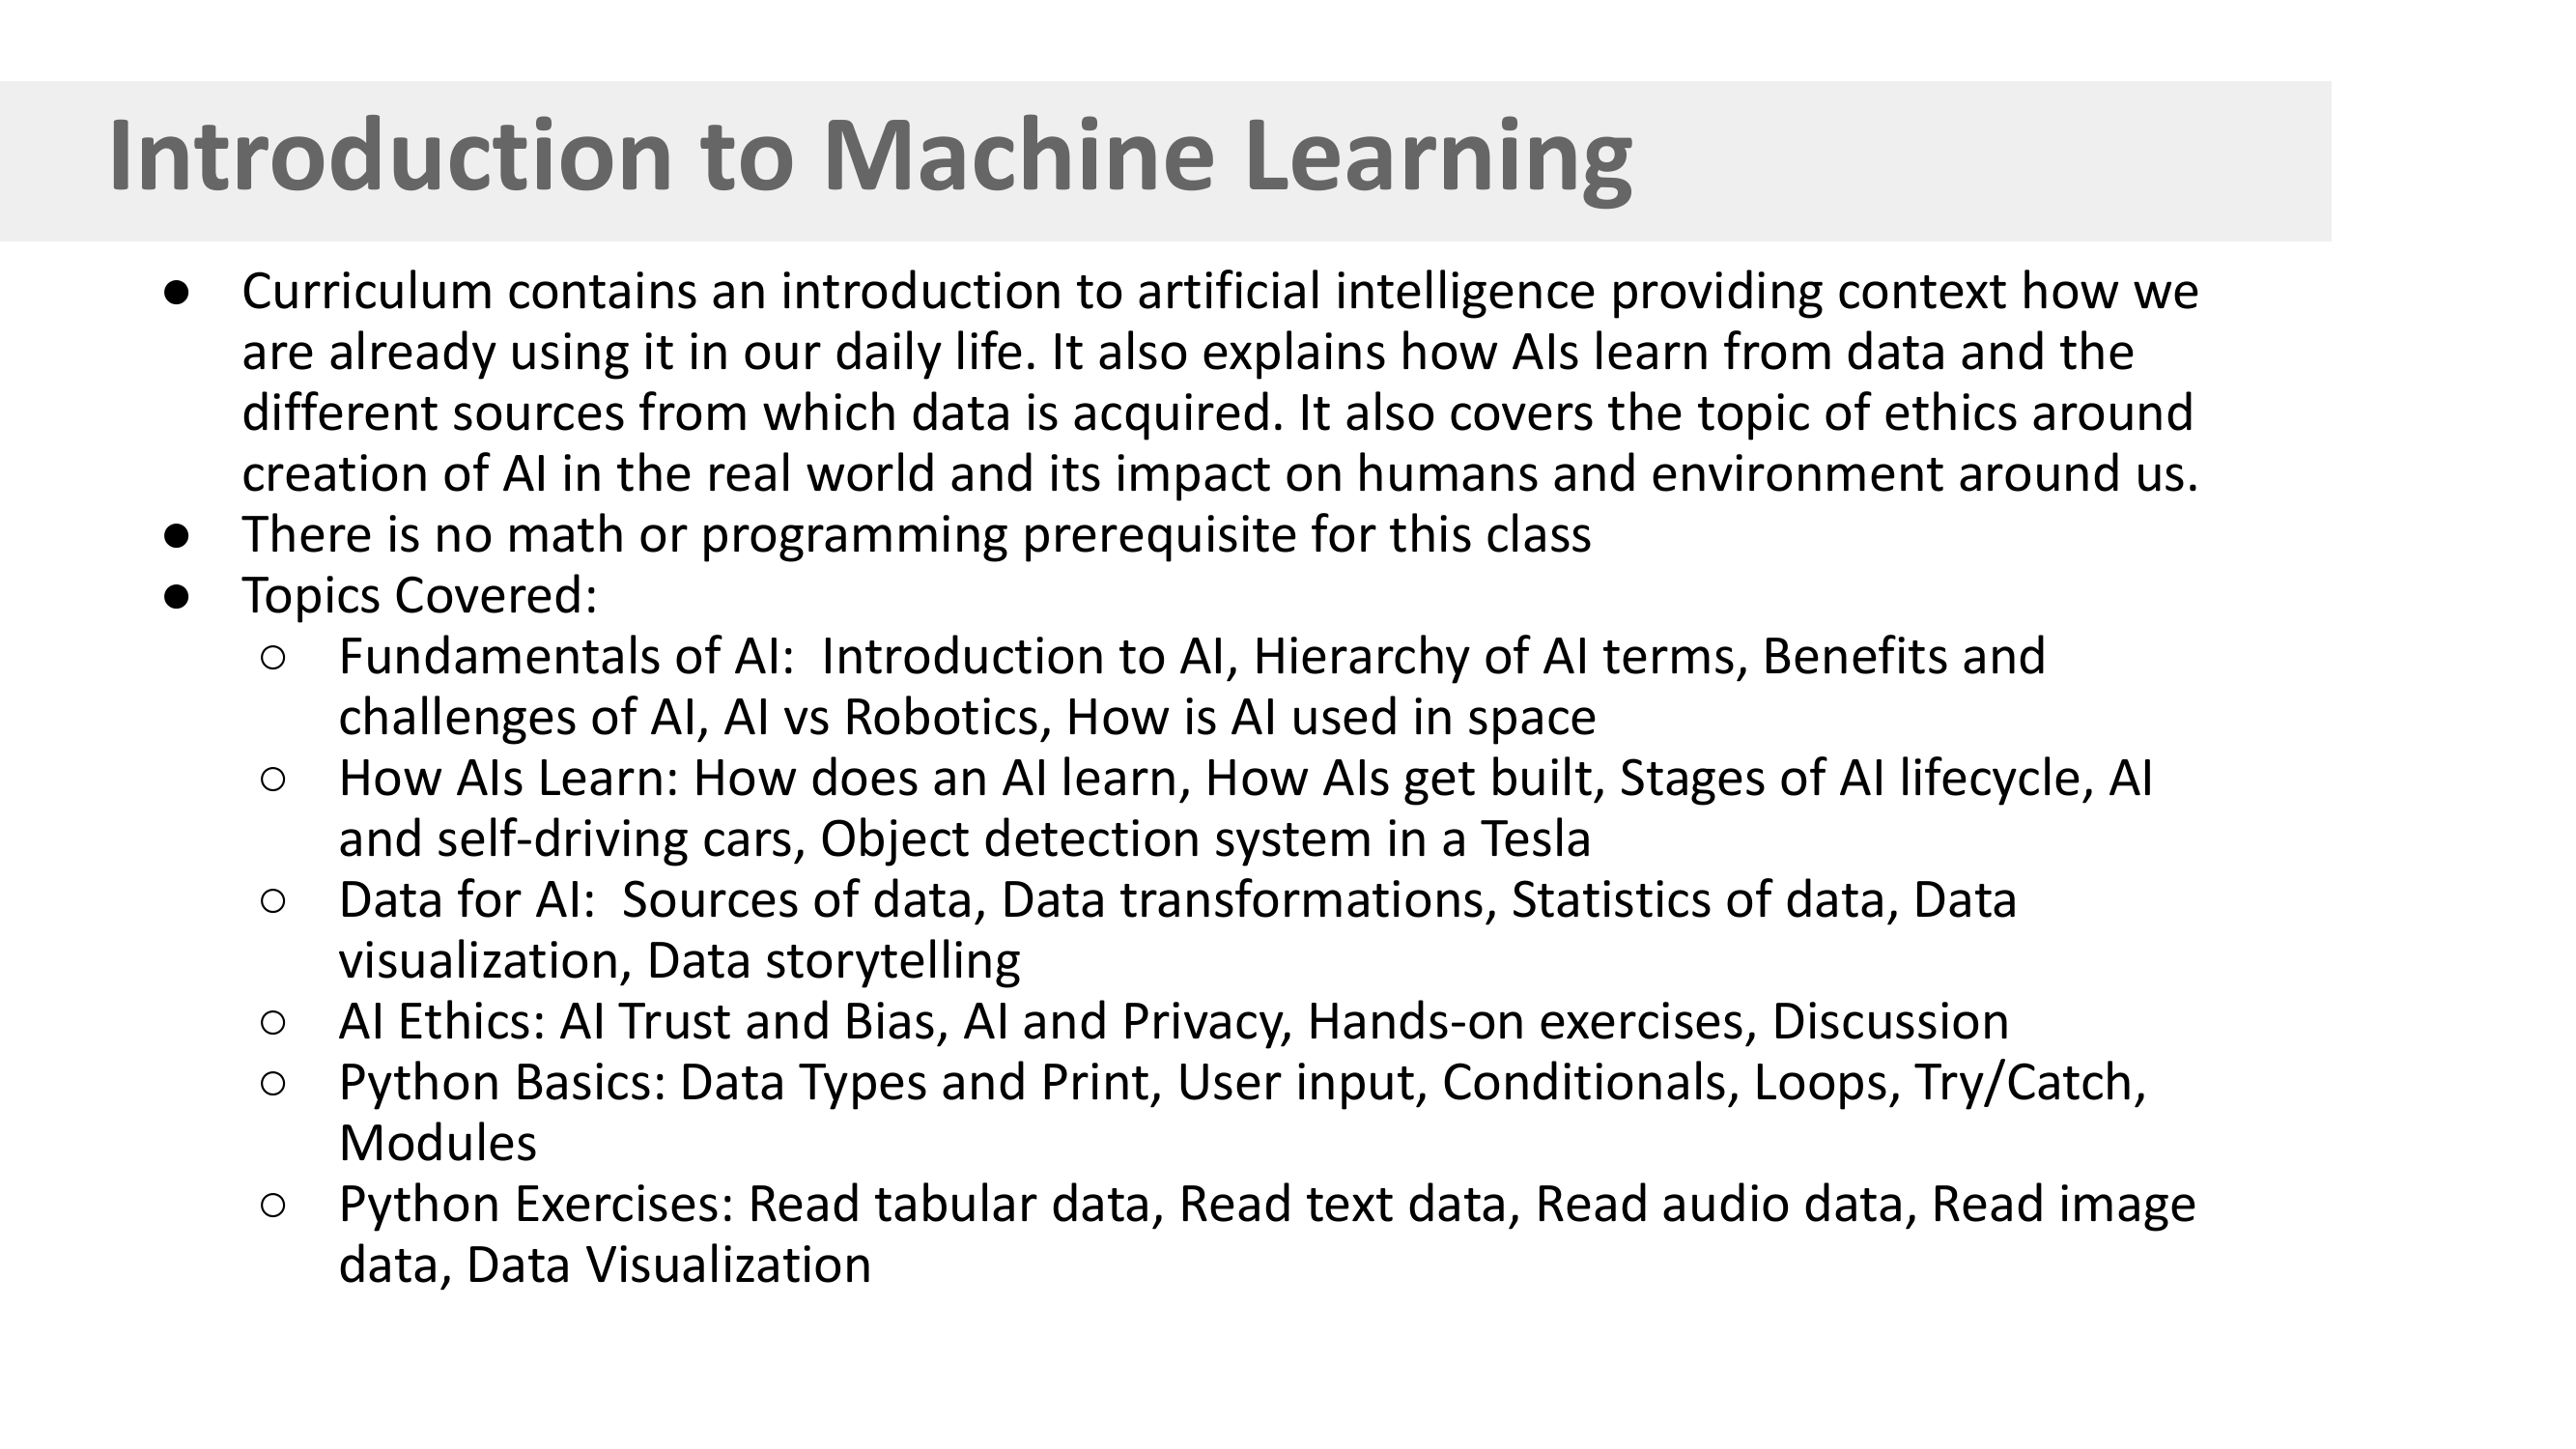 Introduction to Machine Learning
● Curriculum contains an introduction to artificial intelligence providing context how we
are already using it in our daily life. It also explains how AIs learn from data and the
different sources from which data is acquired. It also covers the topic of ethics around
creation of AI in the real world and its impact on humans and environment around us.
● There is no math or programming prerequisite for this class
● Topics Covered:
○ Fundamentals of AI:  Introduction to AI, Hierarchy of AI terms, Benefits and
challenges of AI, AI vs Robotics, How is AI used in space
○ How AIs Learn: How does an AI learn, How AIs get built, Stages of AI lifecycle, AI
and self-driving cars, Object detection system in a Tesla
○ Data for AI:  Sources of data, Data transformations, Statistics of data, Data
visualization, Data storytelling
○ AI Ethics: AI Trust and Bias, AI and Privacy, Hands-on exercises, Discussion
○ Python Basics: Data Types and Print, User input, Conditionals, Loops, Try/Catch,
Modules
○ Python Exercises: Read tabular data, Read text data, Read audio data, Read image
data, Data Visualization